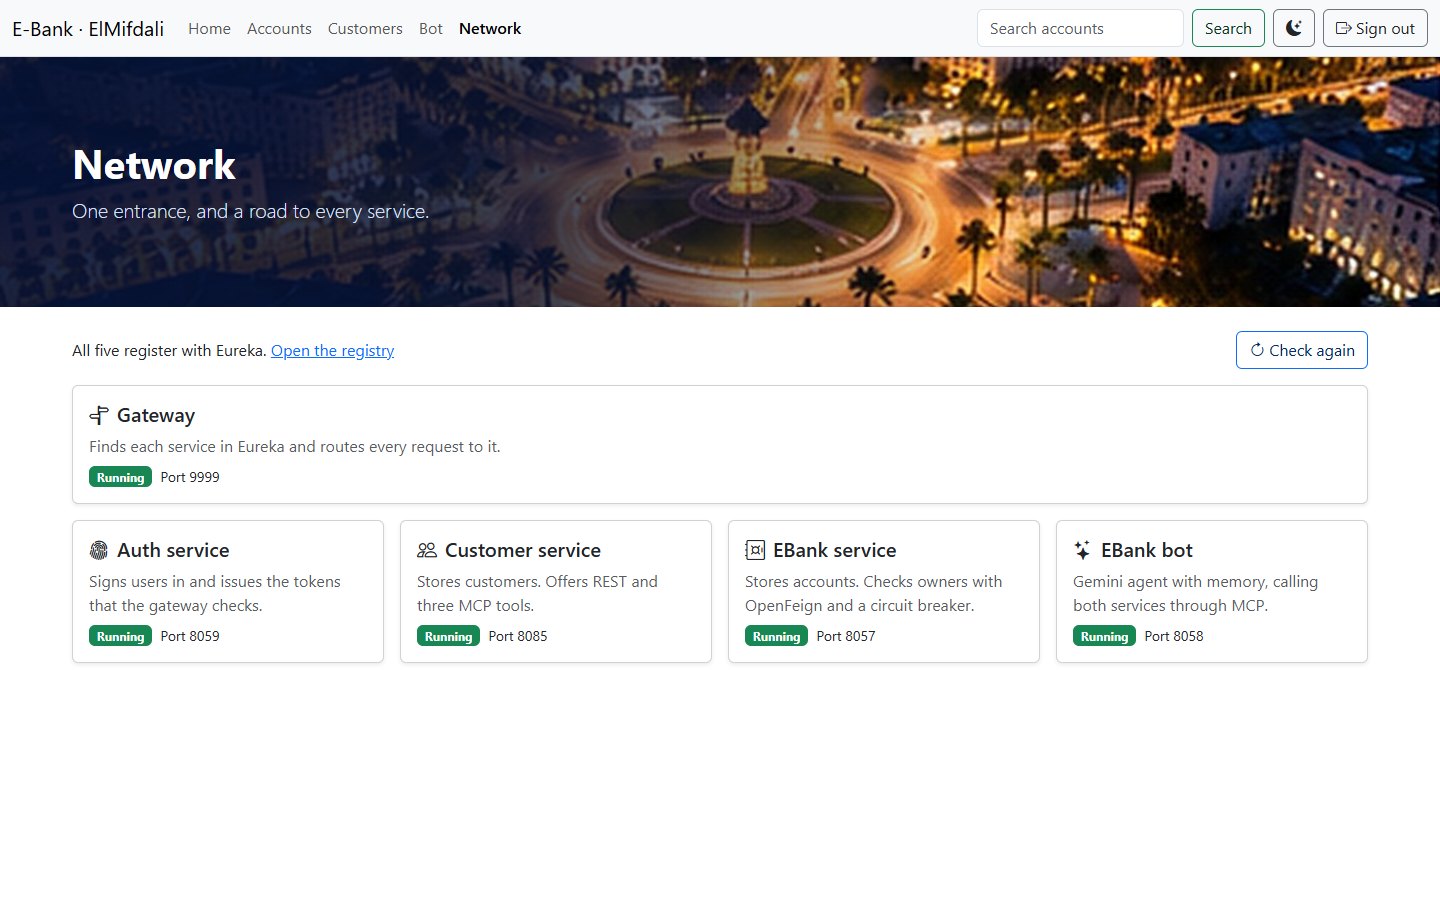 E-Bank · ElMifdali Home Accounts Customers Bot Network Search accounts Search Sign out
Network
One entrance, and a road to every service.
All five register with Eureka. Open the registry Check again
Gateway
Finds each service in Eureka and routes every request to it.
Running Port 9999
Auth service
Signs users in and issues the tokens
that the gateway checks.
Running Port 8059
Customer service
Stores customers. Offers REST and
three MCP tools.
Running Port 8085
EBank service
Stores accounts. Checks owners with
OpenFeign and a circuit breaker.
Running Port 8057
EBank bot
Gemini agent with memory, calling
both services through MCP.
Running Port 8058